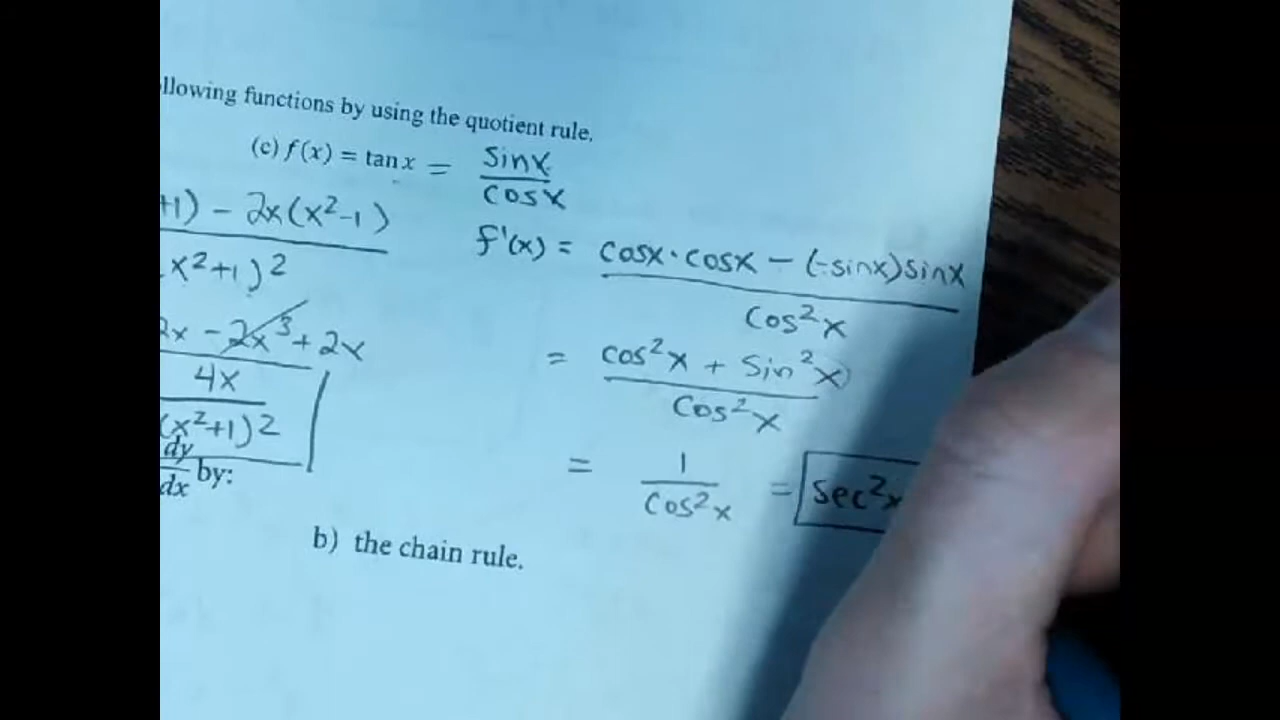 llowing functions by using the quotient rule.
(c) f(x) = tan x = sinx/cosx
+1) - 2x(x²-1)
x²+1)²
2x - 2x³ + 2x
4x
(x²+1)²
f'(x) = cosx·cosx - (-sinx)sinx
cos²x
= cos²x + sin²x
cos²x
= 1/cos²x = sec²x
dy/dx by:
b) the chain rule.